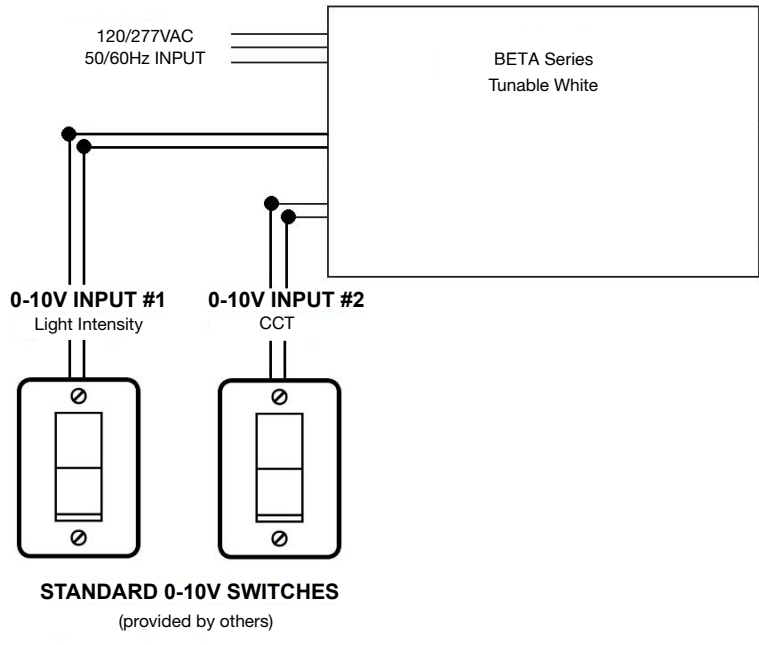 120/277VAC
50/60Hz INPUT
BETA Series
Tunable White
0-10V INPUT #1
Light Intensity
0-10V INPUT #2
CCT
STANDARD 0-10V SWITCHES
(provided by others)